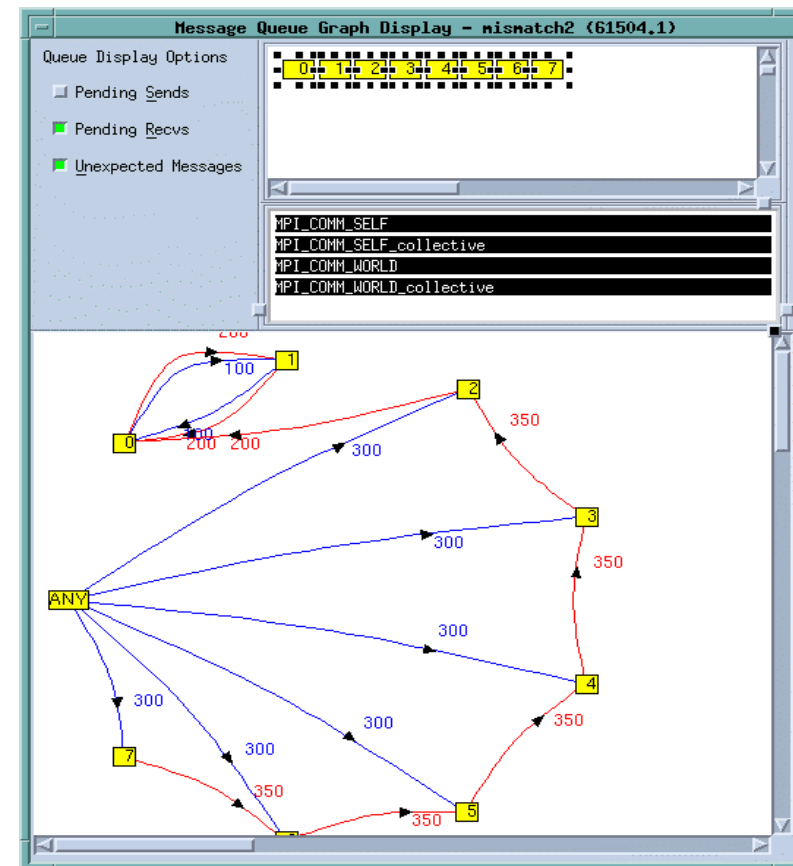 Message Queue Graph Display - mismatch2 (61504.1)
Queue Display Options
Pending Sends
Pending Recvs
Unexpected Messages
0 1 2 3 4 5 6 7
MPI_COMM_SELF
MPI_COMM_SELF_collective
MPI_COMM_WORLD
MPI_COMM_WORLD_collective
200
1
100
2
350
0
200 200
300
3
300
350
ANY
300
4
300
300
350
7
300
350
5
350